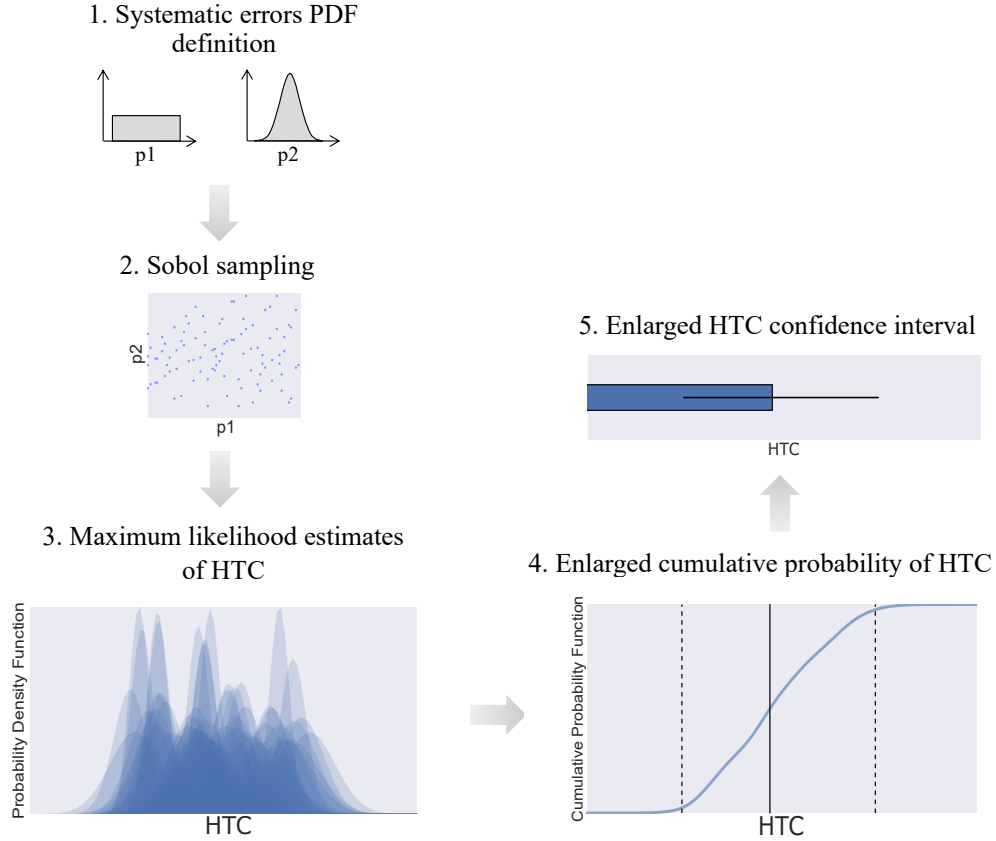 1. Systematic errors PDF
definition
p1
p2
2. Sobol sampling
p2
p1
3. Maximum likelihood estimates
of HTC
Probability Density Function
HTC
4. Enlarged cumulative probability of HTC
Cumulative Probability Function
HTC
5. Enlarged HTC confidence interval
HTC